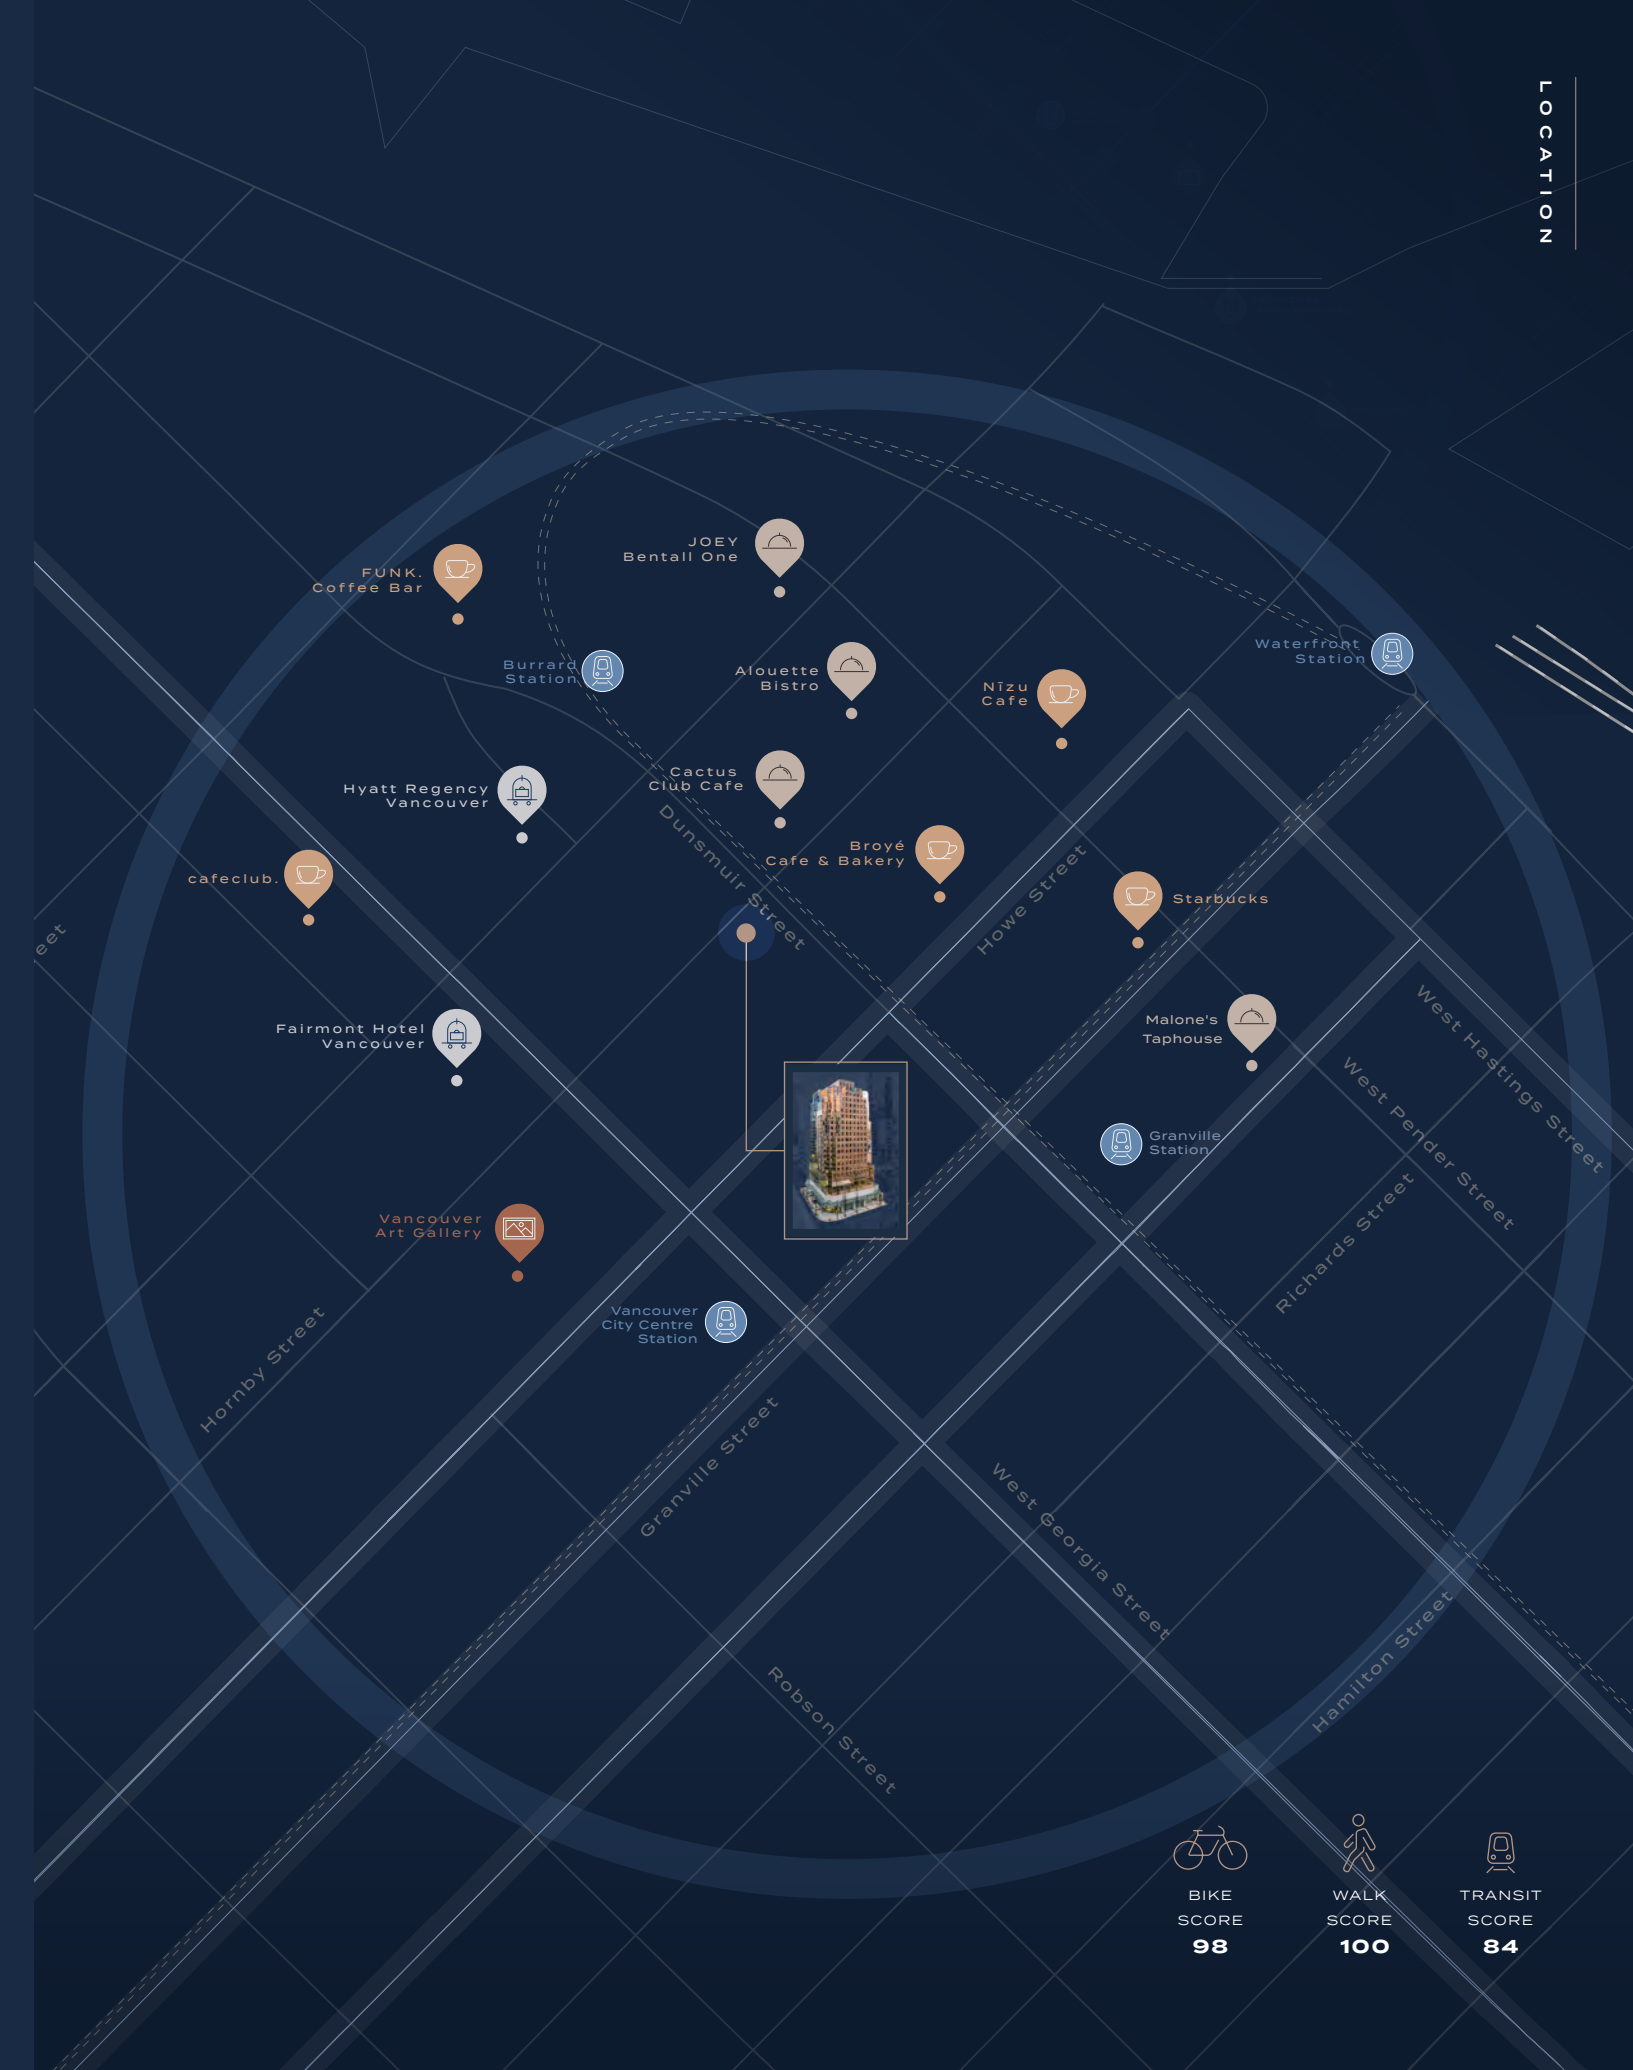 LOCATION
JOEY
Bentall One
FUNK.
Coffee Bar
Waterfront
Station
Burrard
Station
Alouette
Bistro
Nīzu
Cafe
Cactus
Club Cafe
Hyatt Regency
Vancouver
Dunsmuir Street
Broyé
Cafe & Bakery
Howe Street
cafeclub.
Starbucks
eet
Fairmont Hotel
Vancouver
Malone's
Taphouse
West Hastings Street
West Pender Street
Granville
Station
Richards Street
Vancouver
Art Gallery
Vancouver
City Centre
Station
Hornby Street
Granville Street
West Georgia Street
Hamilton Street
Robson Street
BIKE
SCORE
98
WALK
SCORE
100
TRANSIT
SCORE
84